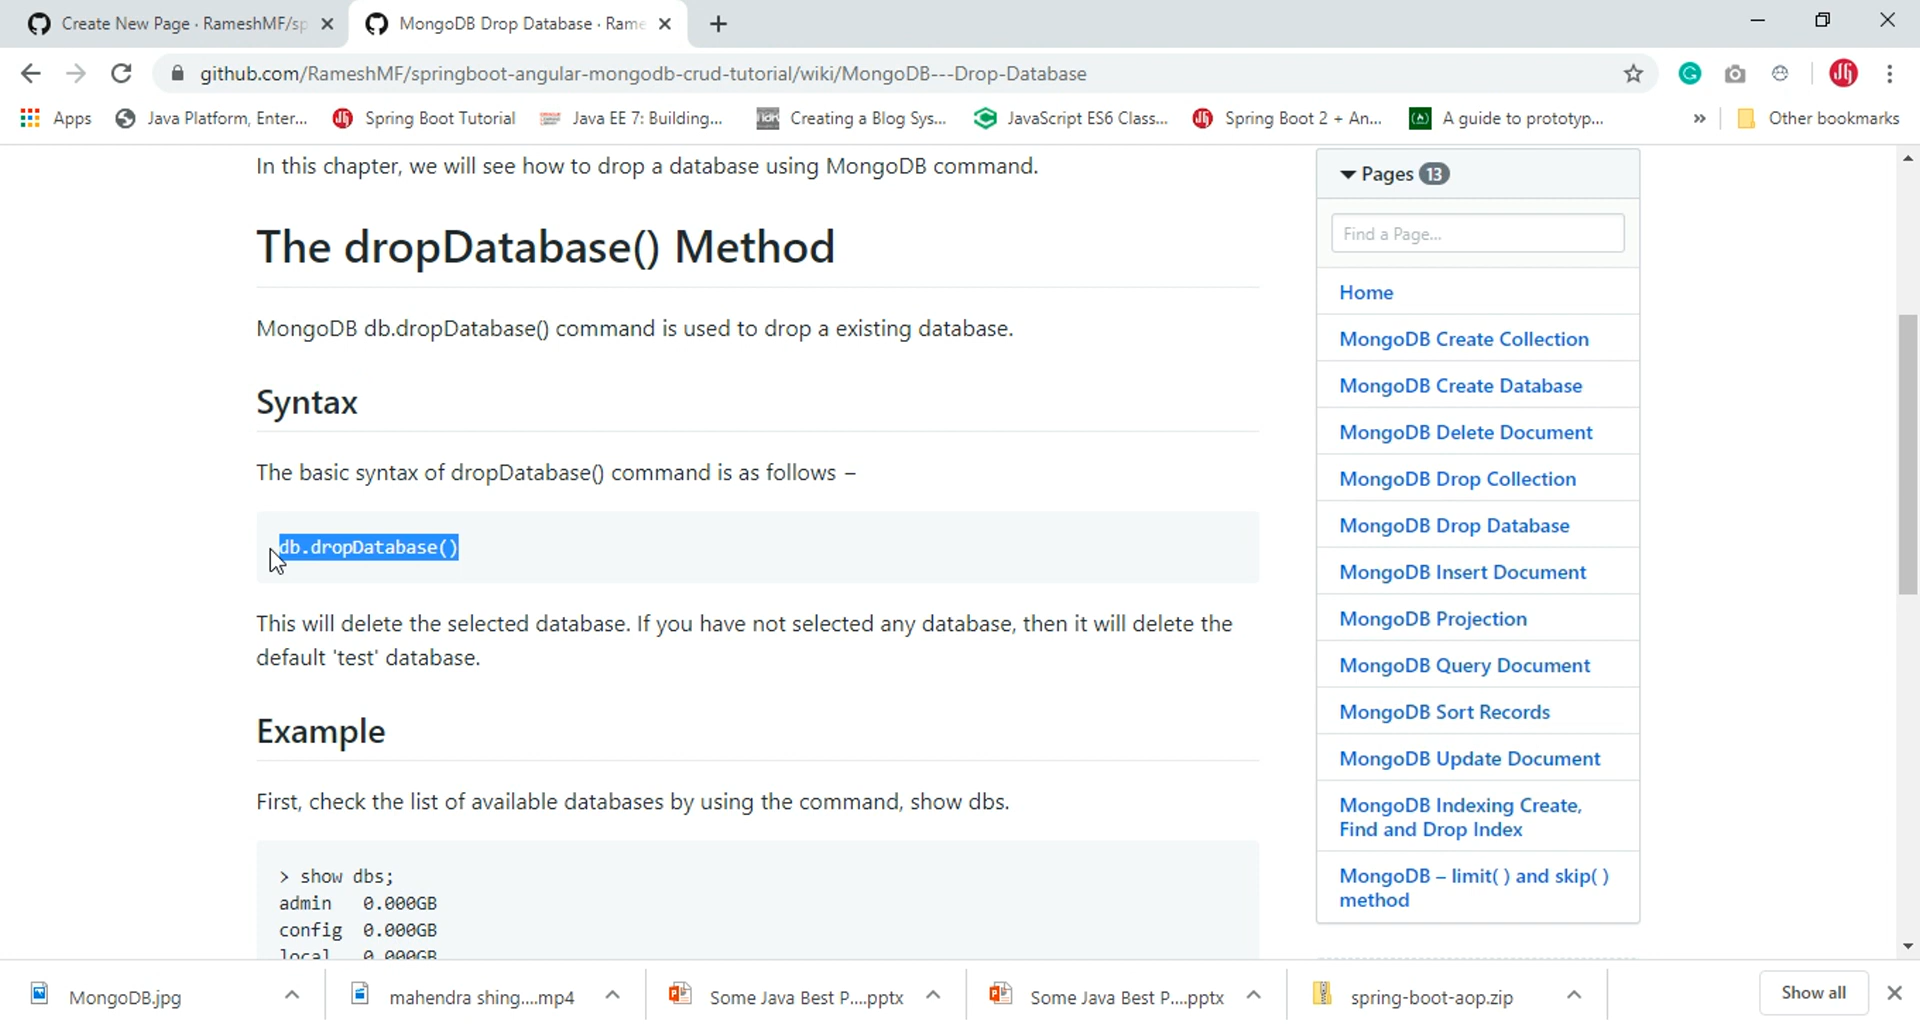 Create New Page · RameshMF/sp
MongoDB Drop Database · Rame
github.com/RameshMF/springboot-angular-mongodb-crud-tutorial/wiki/MongoDB---Drop-Database
Apps
Java Platform, Enter...
Spring Boot Tutorial
Java EE 7: Building...
Creating a Blog Sys...
JavaScript ES6 Class...
Spring Boot 2 + An...
A guide to prototyp...
»
Other bookmarks
In this chapter, we will see how to drop a database using MongoDB command.
The dropDatabase() Method
MongoDB db.dropDatabase() command is used to drop a existing database.
Syntax
The basic syntax of dropDatabase() command is as follows –
db.dropDatabase()
This will delete the selected database. If you have not selected any database, then it will delete the
default 'test' database.
Example
First, check the list of available databases by using the command, show dbs.
> show dbs;
admin 0.000GB
config 0.000GB
local 0.000GB
Pages 13
Find a Page...
Home
MongoDB Create Collection
MongoDB Create Database
MongoDB Delete Document
MongoDB Drop Collection
MongoDB Drop Database
MongoDB Insert Document
MongoDB Projection
MongoDB Query Document
MongoDB Sort Records
MongoDB Update Document
MongoDB Indexing Create,
Find and Drop Index
MongoDB – limit( ) and skip( )
method
MongoDB.jpg
mahendra shing....mp4
Some Java Best P....pptx
Some Java Best P....pptx
spring-boot-aop.zip
Show all